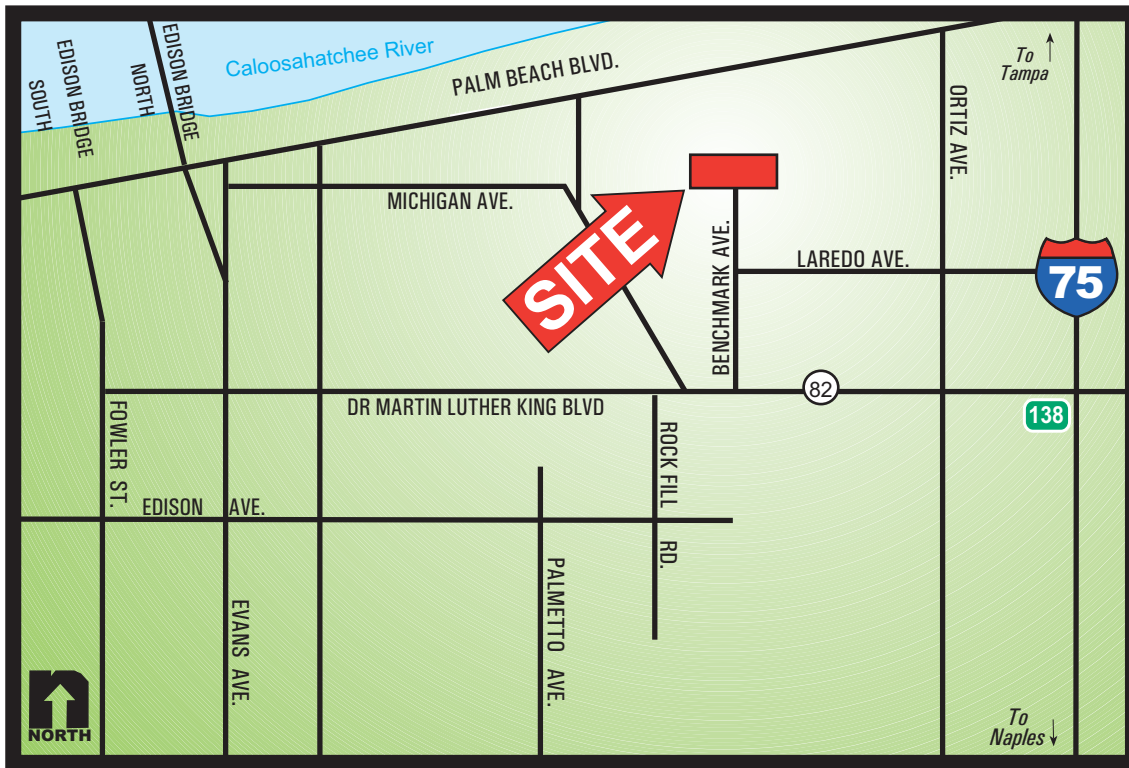 Caloosahatchee River
EDISON BRIDGE
NORTH
EDISON BRIDGE
SOUTH
PALM BEACH BLVD.
To
Tampa
ORTIZ AVE.
MICHIGAN AVE.
SITE
BENCHMARK AVE.
LAREDO AVE.
75
82
DR MARTIN LUTHER KING BLVD
138
FOWLER ST.
ROCK FILL
RD.
EDISON AVE.
EVANS AVE.
PALMETTO AVE.
n
NORTH
To
Naples